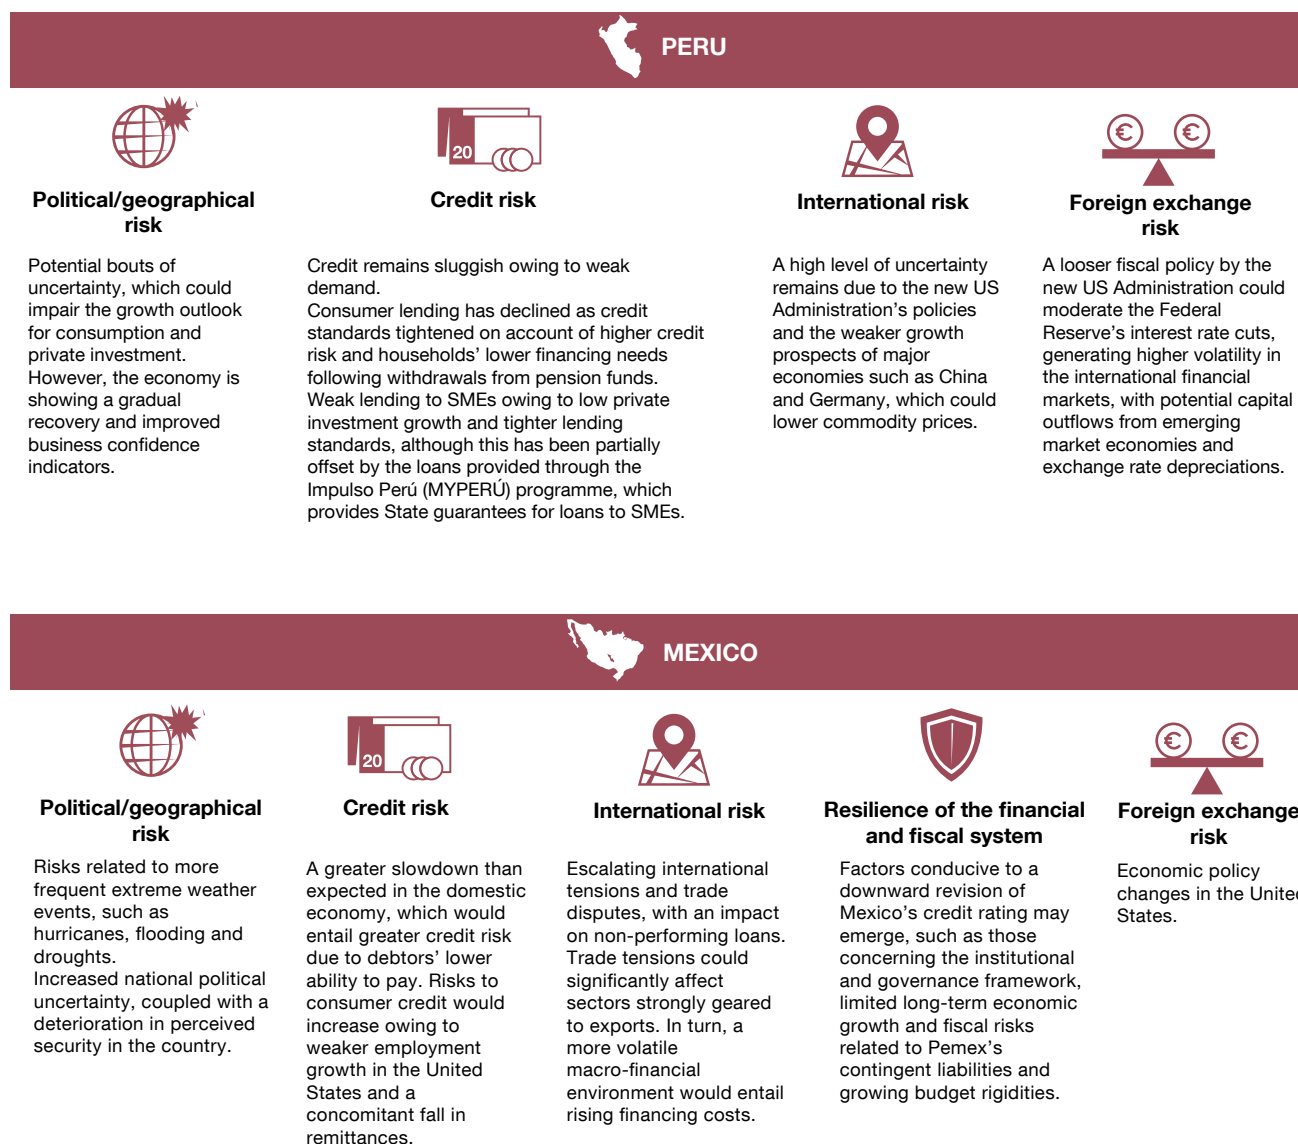 PERU
20
€ €
Political/geographical
risk
Credit risk
International risk
Foreign exchange
risk
Potential bouts of
uncertainty, which could
impair the growth outlook
for consumption and
private investment.
However, the economy is
showing a gradual
recovery and improved
business confidence
indicators.
Credit remains sluggish owing to weak
demand.
Consumer lending has declined as credit
standards tightened on account of higher credit
risk and households' lower financing needs
following withdrawals from pension funds.
Weak lending to SMEs owing to low private
investment growth and tighter lending
standards, although this has been partially
offset by the loans provided through the
Impulso Perú (MYPERÚ) programme, which
provides State guarantees for loans to SMEs.
A high level of uncertainty
remains due to the new US
Administration's policies
and the weaker growth
prospects of major
economies such as China
and Germany, which could
lower commodity prices.
A looser fiscal policy by the
new US Administration could
moderate the Federal
Reserve's interest rate cuts,
generating higher volatility in
the international financial
markets, with potential capital
outflows from emerging
market economies and
exchange rate depreciations.
MEXICO
20
€ €
Political/geographical
risk
Credit risk
International risk
Resilience of the financial
and fiscal system
Foreign exchange
risk
Risks related to more
frequent extreme weather
events, such as
hurricanes, flooding and
droughts.
Increased national political
uncertainty, coupled with a
deterioration in perceived
security in the country.
A greater slowdown than
expected in the domestic
economy, which would
entail greater credit risk
due to debtors' lower
ability to pay. Risks to
consumer credit would
increase owing to
weaker employment
growth in the United
States and a
concomitant fall in
remittances.
Escalating international
tensions and trade
disputes, with an impact
on non-performing loans.
Trade tensions could
significantly affect
sectors strongly geared
to exports. In turn, a
more volatile
macro-financial
environment would entail
rising financing costs.
Factors conducive to a
downward revision of
Mexico's credit rating may
emerge, such as those
concerning the institutional
and governance framework,
limited long-term economic
growth and fiscal risks
related to Pemex's
contingent liabilities and
growing budget rigidities.
Economic policy
changes in the United
States.